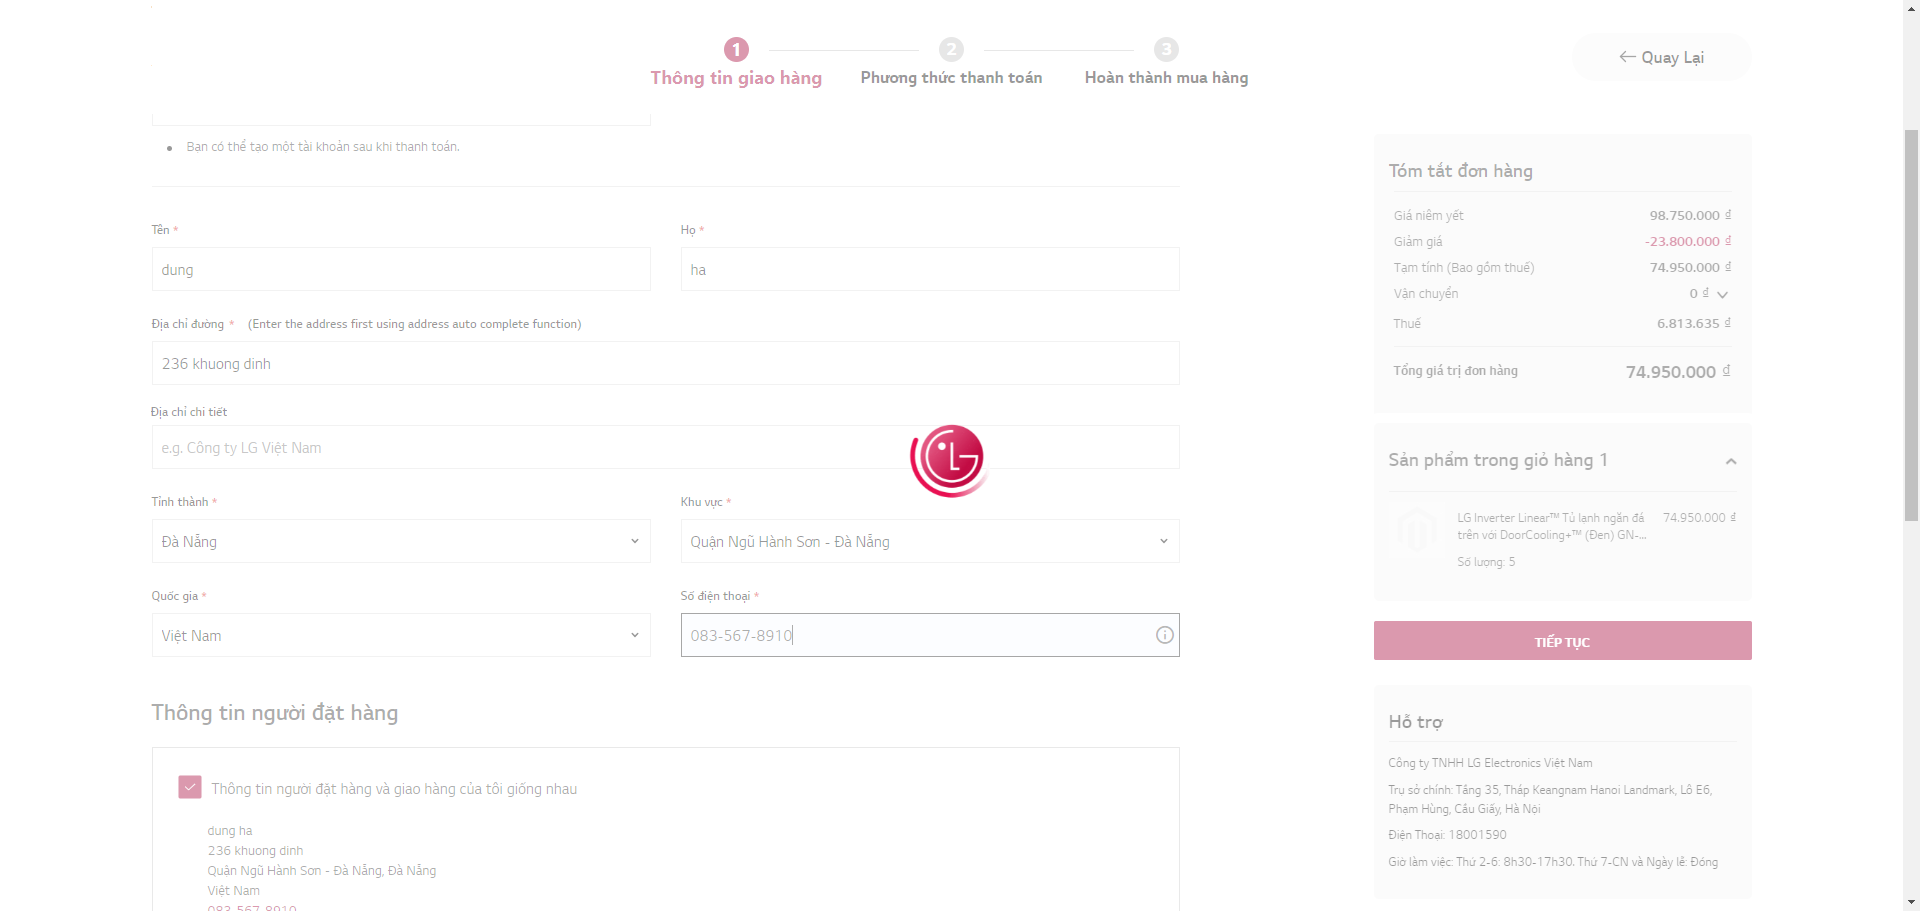 1
2
3
Thông tin giao hàng
Phương thức thanh toán
Hoàn thành mua hàng
← Quay Lại
Bạn có thể tạo một tài khoản sau khi thanh toán.
Tên *
Họ *
dung
ha
Địa chỉ đường * (Enter the address first using address auto complete function)
236 khuong dinh
Địa chỉ chi tiết
e.g. Công ty LG Việt Nam
Tỉnh thành *
Khu vực *
Đà Nẵng
Quận Ngũ Hành Sơn - Đà Nẵng
Quốc gia *
Số điện thoại *
Việt Nam
083-567-8910
Thông tin người đặt hàng
Thông tin người đặt hàng và giao hàng của tôi giống nhau
dung ha
236 khuong dinh
Quận Ngũ Hành Sơn - Đà Nẵng, Đà Nẵng
Việt Nam
083-567-8910
LG
Tóm tắt đơn hàng
Giá niêm yết 98.750.000 ₫
Giảm giá -23.800.000 ₫
Tạm tính (Bao gồm thuế) 74.950.000 ₫
Vận chuyển 0 ₫
Thuế 6.813.635 ₫
Tổng giá trị đơn hàng 74.950.000 ₫
Sản phẩm trong giỏ hàng 1
LG Inverter Linear™ Tủ lạnh ngăn đá 74.950.000 ₫
trên với DoorCooling+™ (Đen) GN-...
Số lượng: 5
TIẾP TỤC
Hỗ trợ
Công ty TNHH LG Electronics Việt Nam
Trụ sở chính: Tầng 35, Tháp Keangnam Hanoi Landmark, Lô E6,
Phạm Hùng, Cầu Giấy, Hà Nội
Điện Thoại: 18001590
Giờ làm việc: Thứ 2-6: 8h30-17h30. Thứ 7-CN và Ngày lễ: Đóng